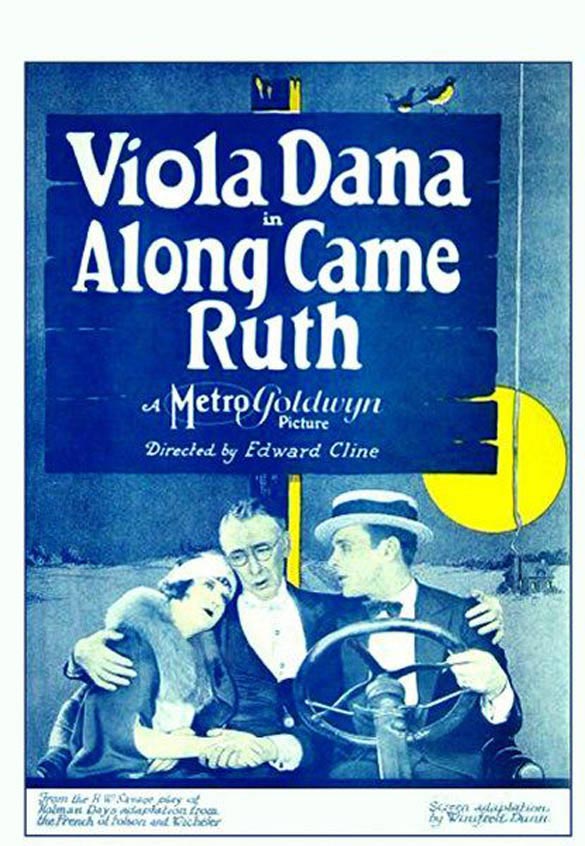 Viola Dana
in
Along Came
Ruth
A Metro Goldwyn
Picture
Directed by Edward Cline
From the H W Savage play of
Holman Days adaptation from
the French of Folson and Wicheler
Screen adaptation
by Winifred Dunn